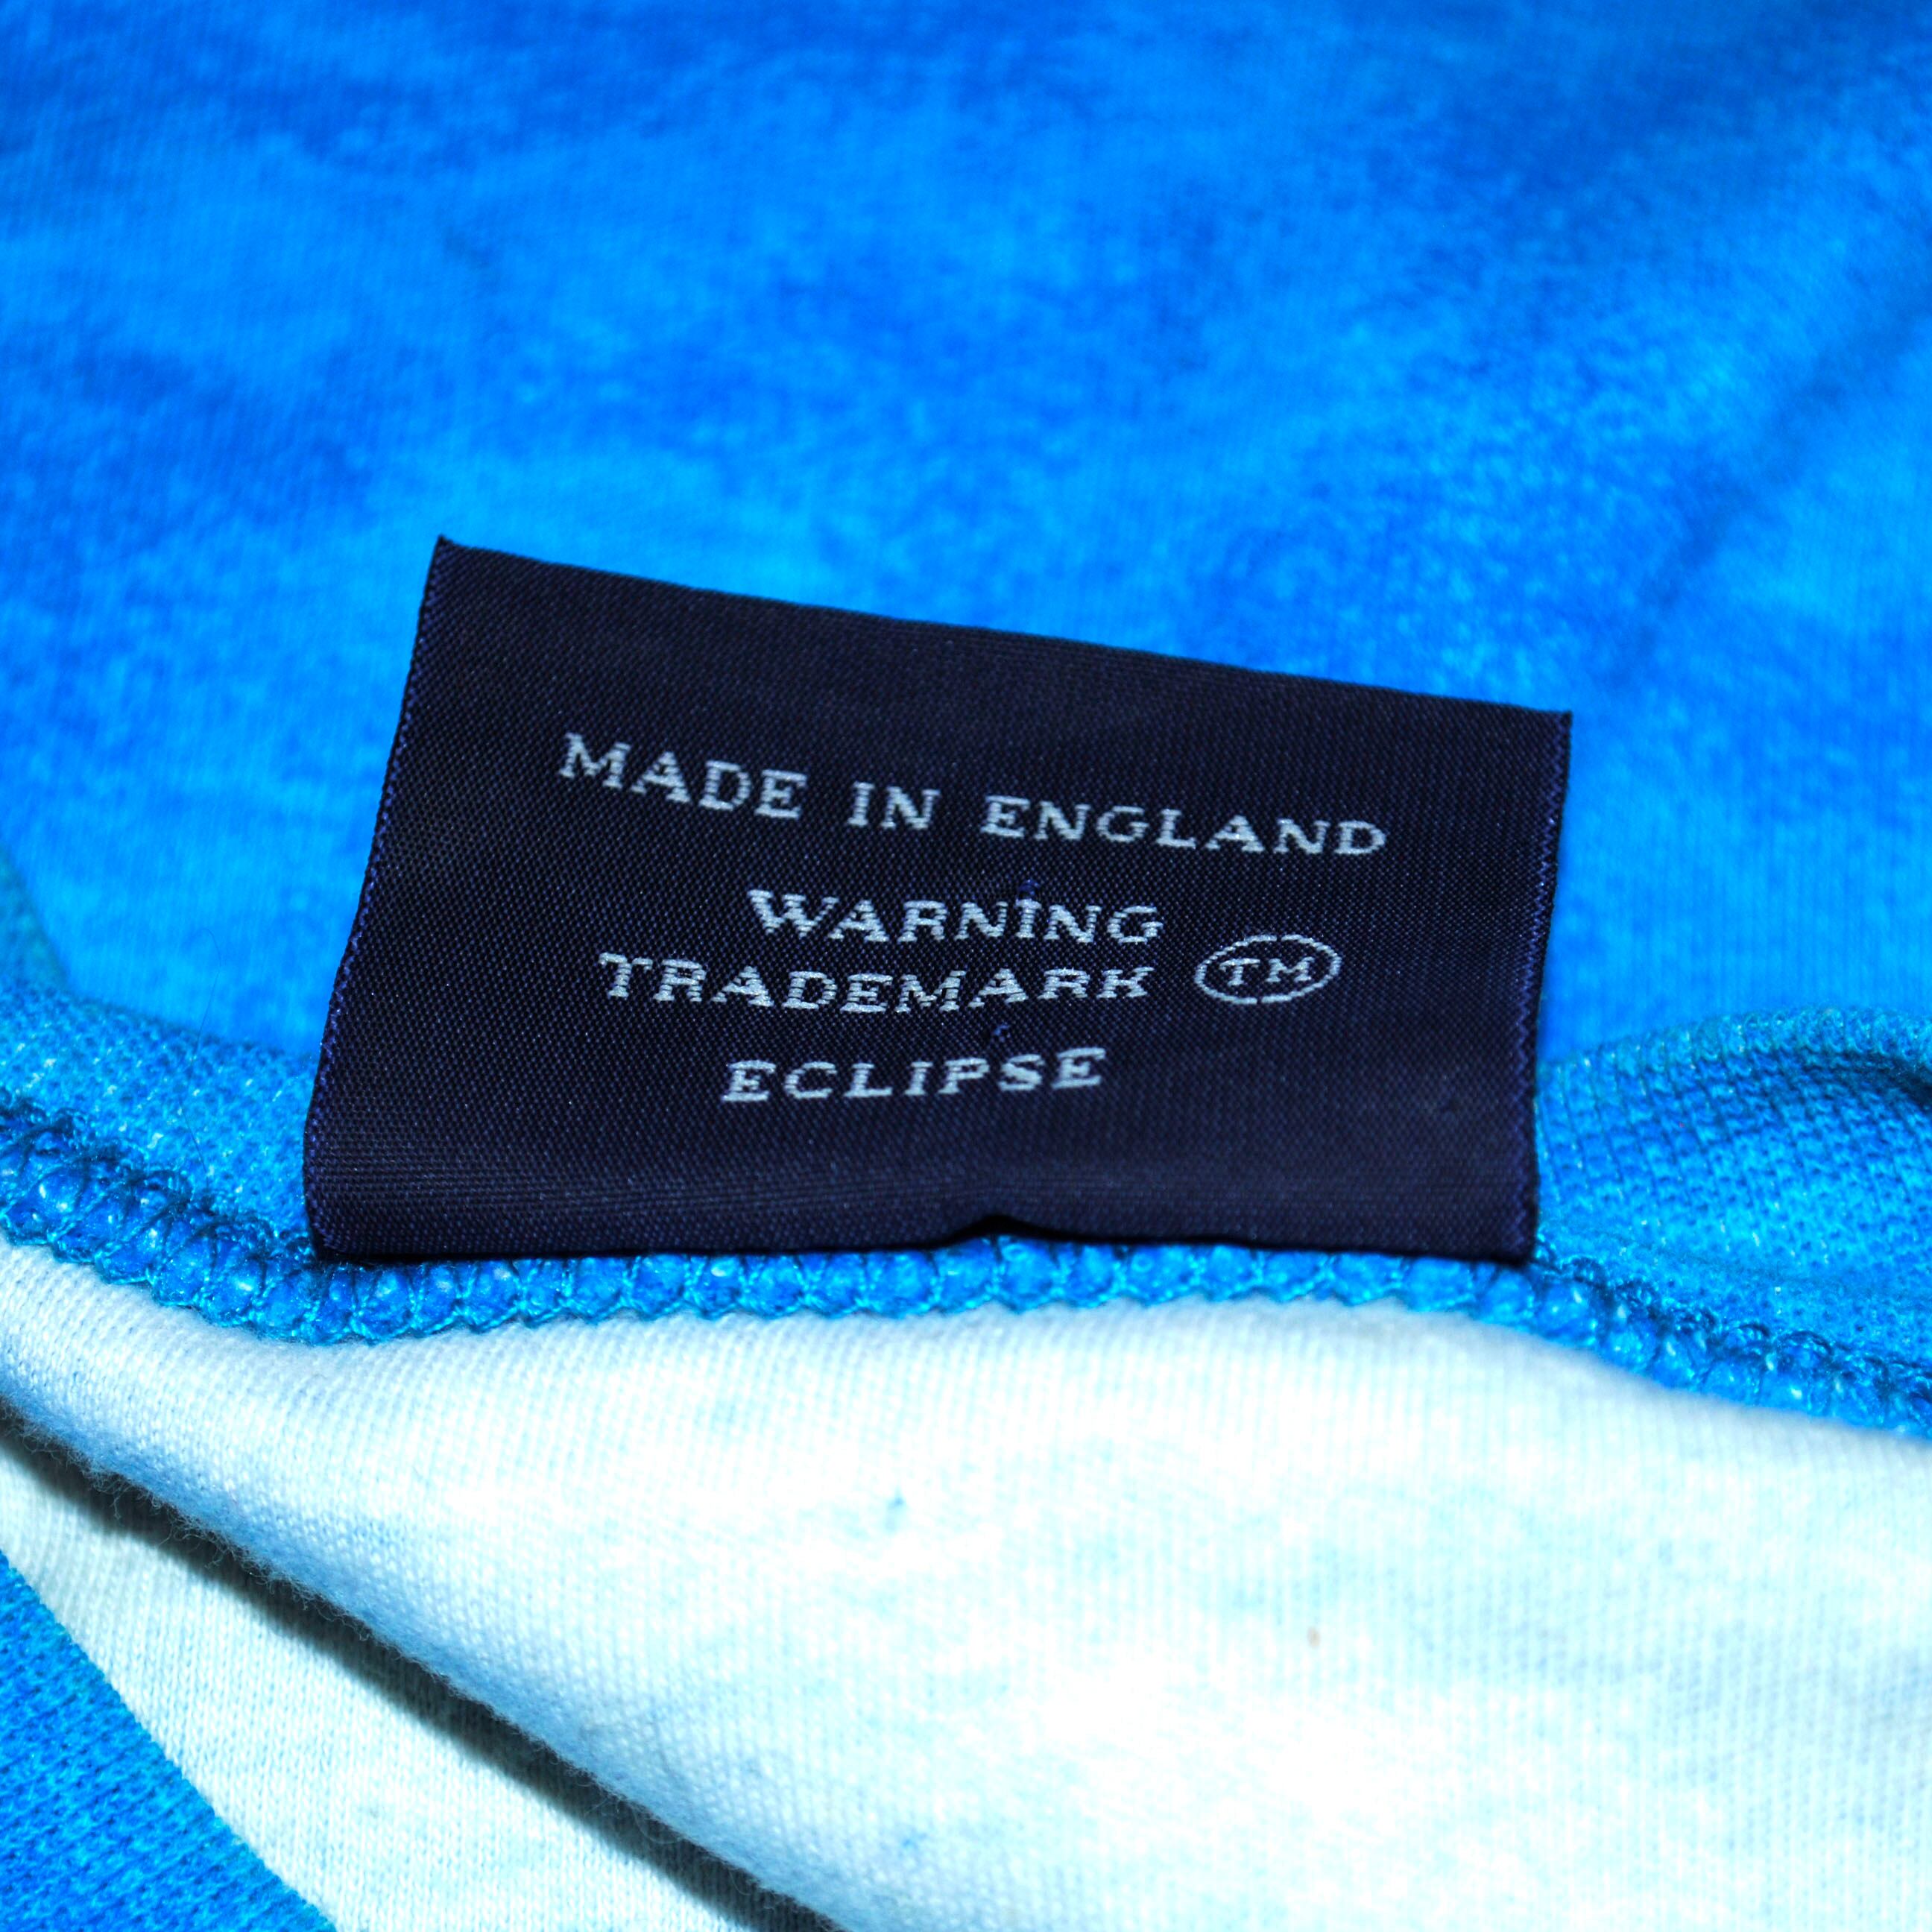 MADE IN ENGLAND
WARNING
TRADEMARK TM
ECLIPSE